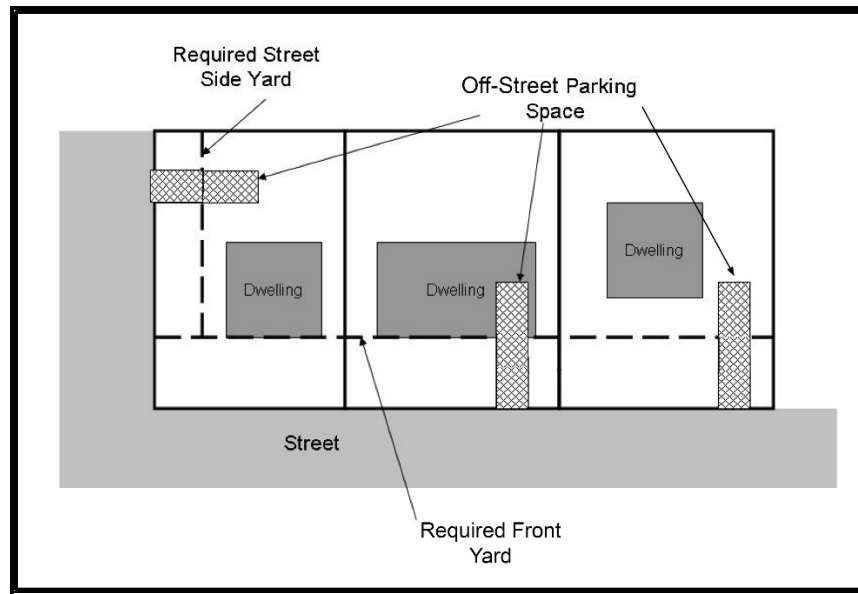 Required Street
Side Yard
Off-Street Parking
Space
Dwelling
Dwelling
Dwelling
Street
Required Front
Yard